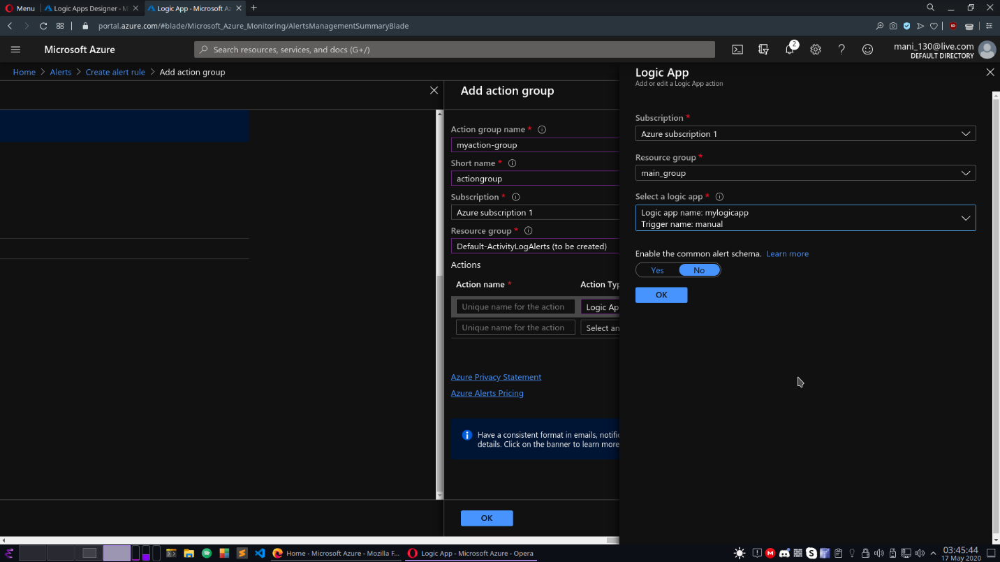 Menu
Logic Apps Designer - M
Logic App - Microsoft Az
portal.azure.com/#blade/Microsoft_Azure_Monitoring/AlertsManagementSummaryBlade
Microsoft Azure
Search resources, services, and docs (G+/)
2
mani_130@live.com
DEFAULT DIRECTORY
Home > Alerts > Create alert rule > Add action group
Add action group
Action group name *
myaction-group
Short name *
actiongroup
Subscription *
Azure subscription 1
Resource group *
Default-ActivityLogAlerts (to be created)
Actions
Action name *
Action Typ
Unique name for the action
Logic Ap
Unique name for the action
Select an
Azure Privacy Statement
Azure Alerts Pricing
Have a consistent format in emails, notific
details. Click on the banner to learn more
OK
Logic App
Add or edit a Logic App action
Subscription *
Azure subscription 1
Resource group *
main_group
Select a logic app *
Logic app name: mylogicapp
Trigger name: manual
Enable the common alert schema. Learn more
Yes
No
OK
Home - Microsoft Azure - Mozilla F...
Logic App - Microsoft Azure - Opera
03:45:44
17 May 2020